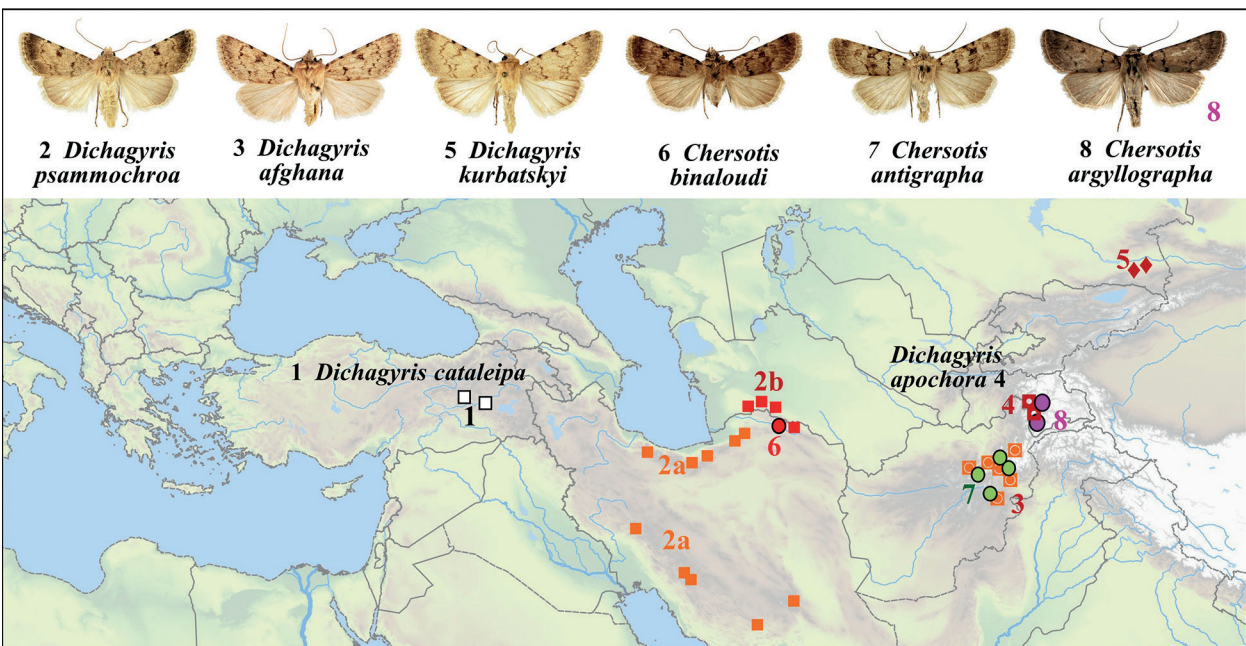 8
2 Dichagyris
psammochroa
3 Dichagyris
afghana
5 Dichagyris
kurbatskyi
6 Chersotis
binaloudi
7 Chersotis
antigrapha
8 Chersotis
argyllographa
5
Dichagyris
apochora 4
1 Dichagyris cataleipa
2b
4
1
8
6
2a
7
3
2a